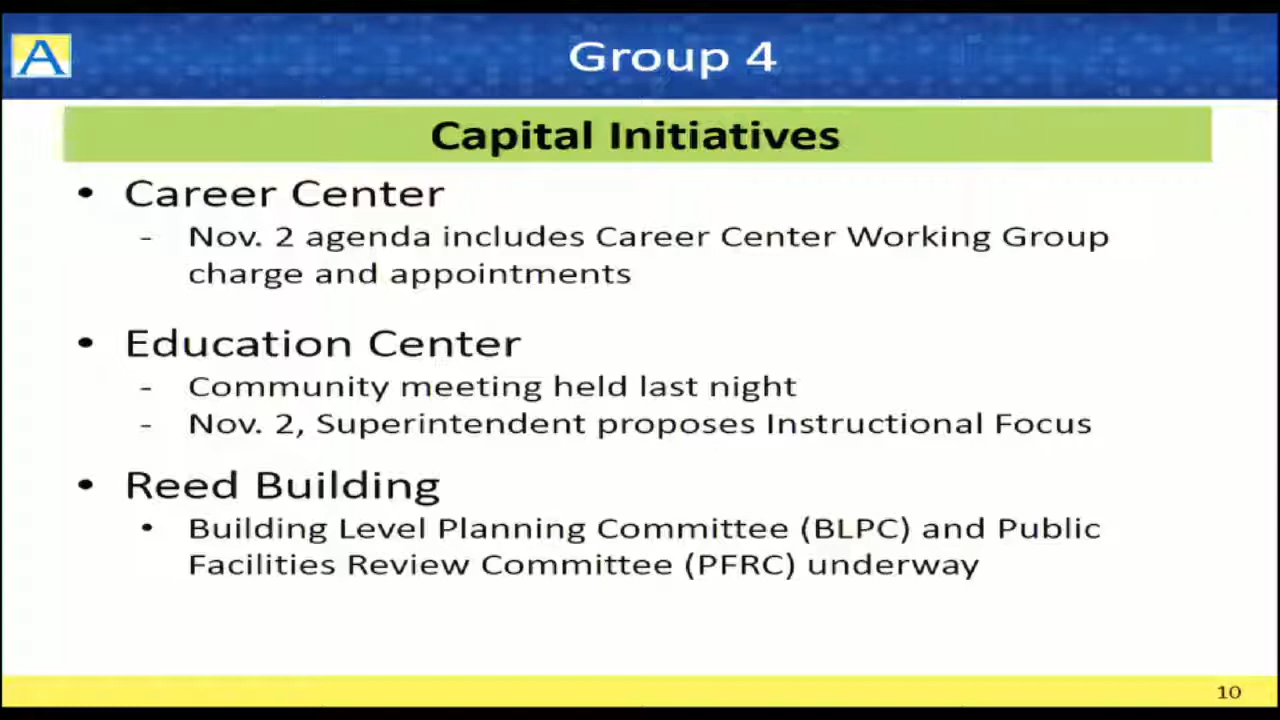 A
Group 4
Capital Initiatives
• Career Center
- Nov. 2 agenda includes Career Center Working Group
charge and appointments
• Education Center
- Community meeting held last night
- Nov. 2, Superintendent proposes Instructional Focus
• Reed Building
• Building Level Planning Committee (BLPC) and Public
Facilities Review Committee (PFRC) underway
10